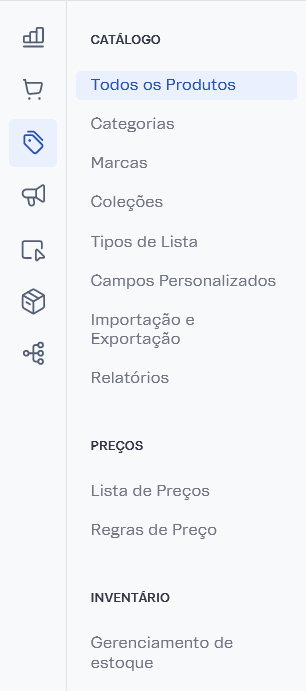 CATÁLOGO
Todos os Produtos
Categorias
Marcas
Coleções
Tipos de Lista
Campos Personalizados
Importação e
Exportação
Relatórios
PREÇOS
Lista de Preços
Regras de Preço
INVENTÁRIO
Gerenciamento de
estoque